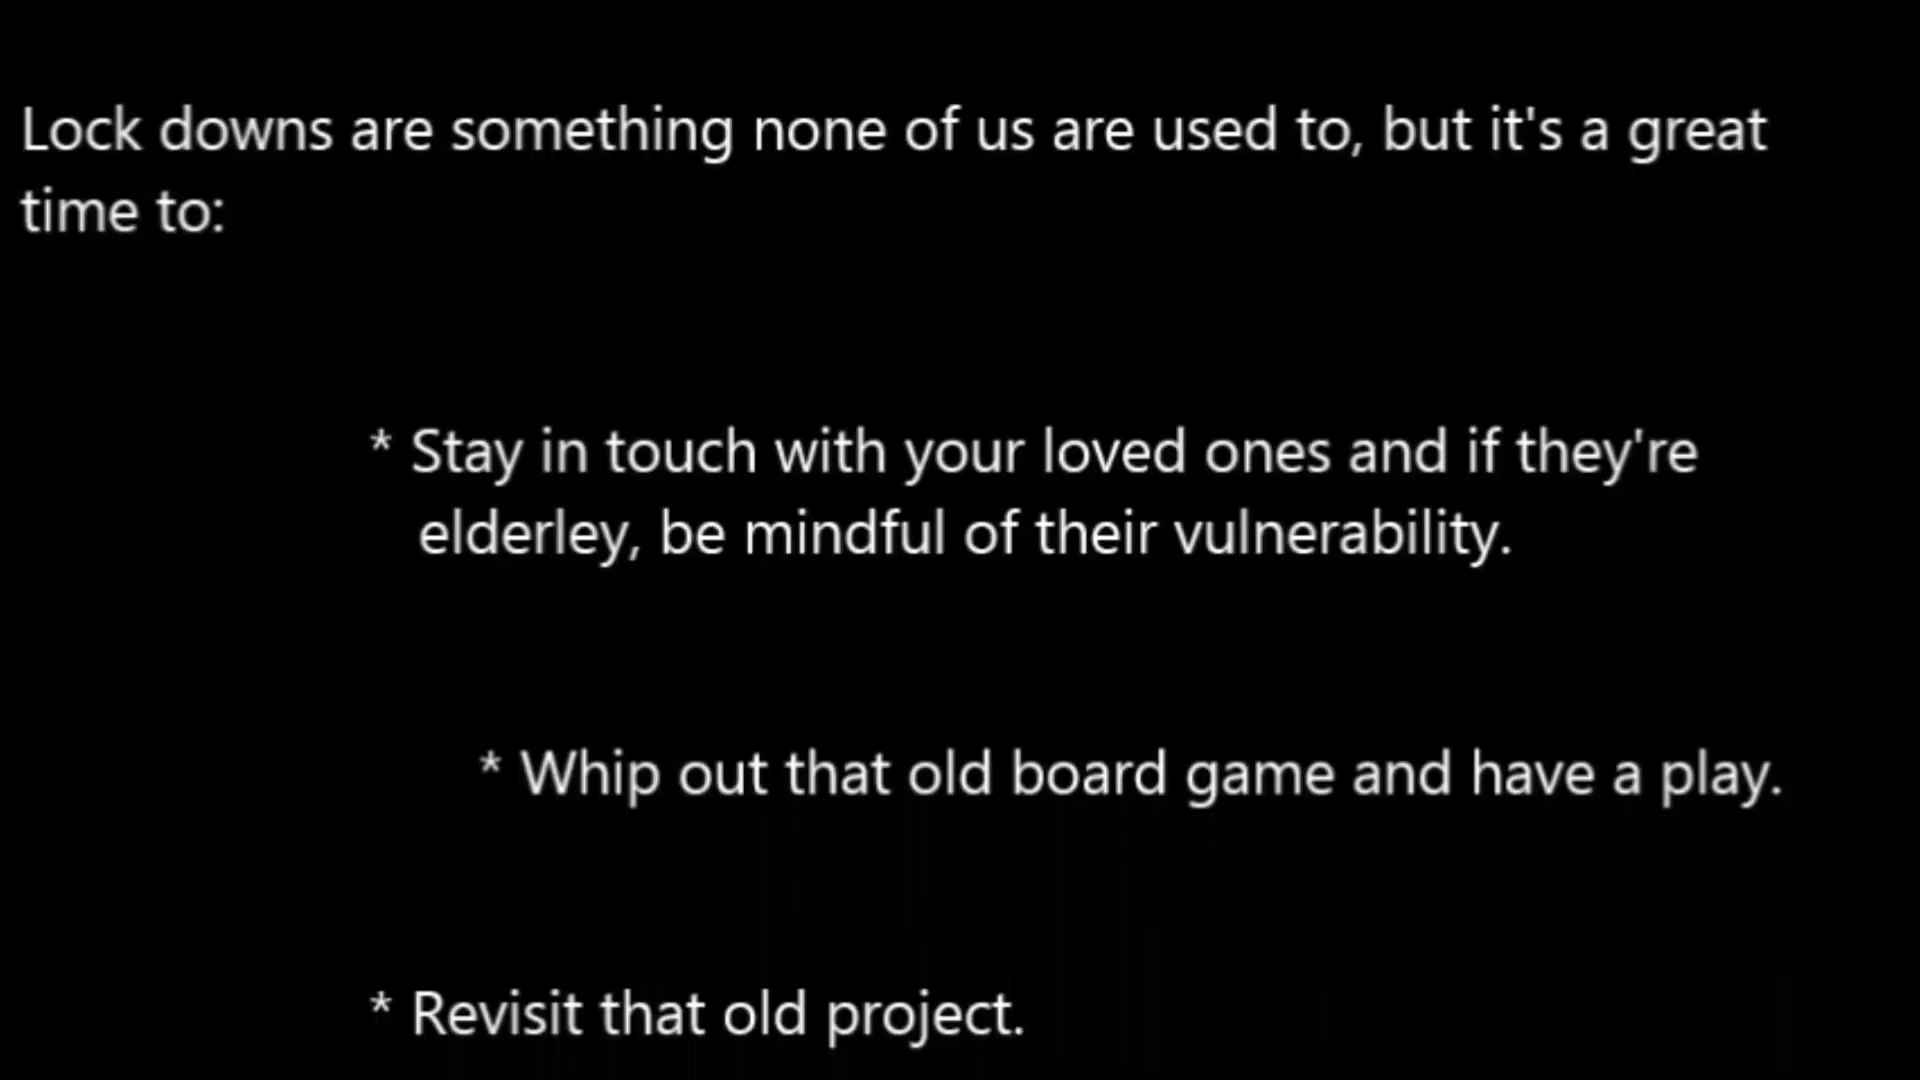 Lock downs are something none of us are used to, but it's a great
time to:
* Stay in touch with your loved ones and if they're
elderley, be mindful of their vulnerability.
* Whip out that old board game and have a play.
* Revisit that old project.